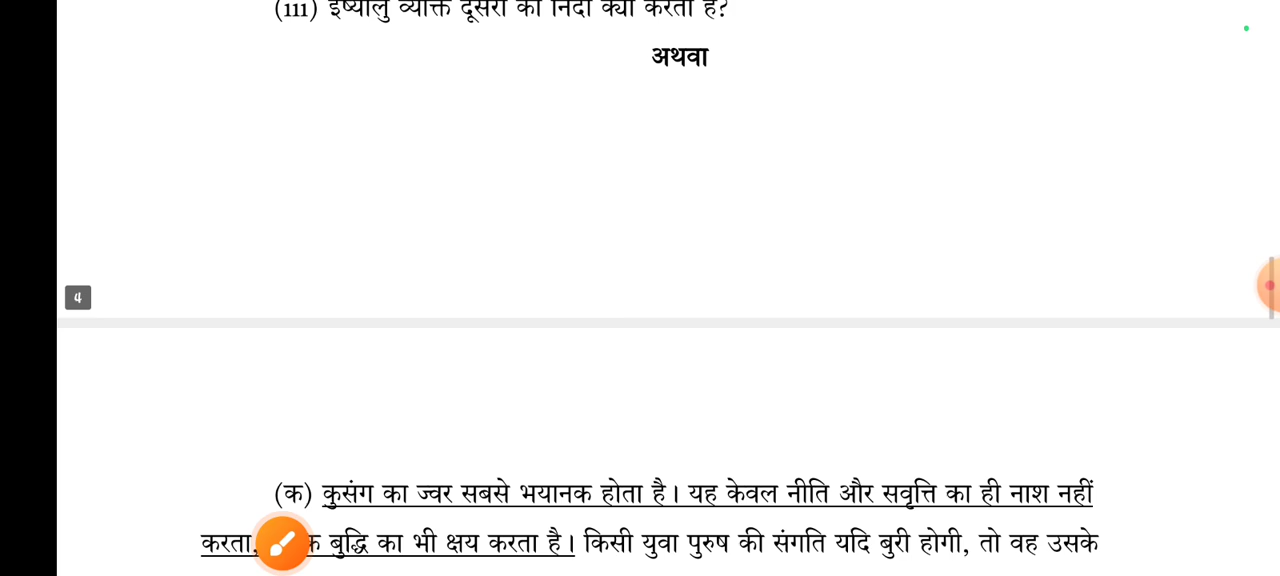 (iii) ईर्ष्यालु व्यक्ति दूसरों की निंदा क्यों करता है?
अथवा
4
(क) कुसंग का ज्वर सबसे भयानक होता है। यह केवल नीति और सवृत्ति का ही नाश नहीं
करता, बुद्धि का भी क्षय करता है। किसी युवा पुरुष की संगति यदि बुरी होगी, तो वह उसके